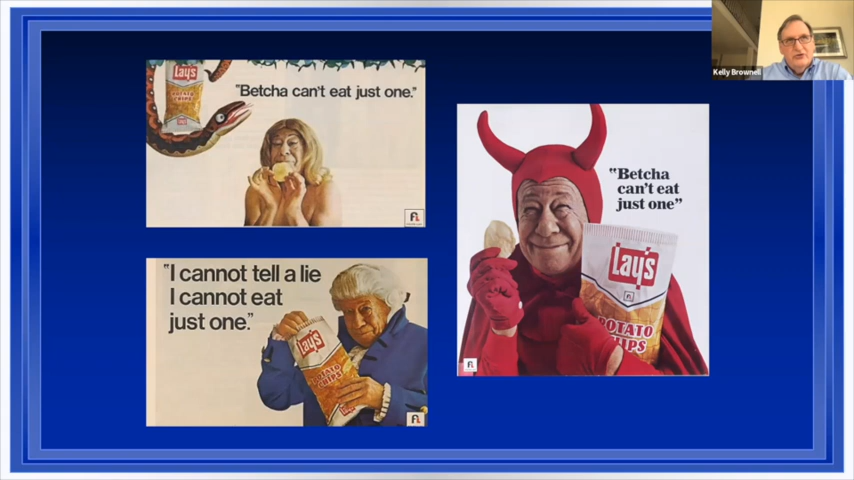 Kelly Brownell
Lay's
POTATO
CHIPS
"Betcha can't eat just one."
"Betcha
can't eat
just one"
Lay's
POTATO
CHIPS
"I cannot tell a lie
I cannot eat
just one."
Lay's
POTATO
CHIPS